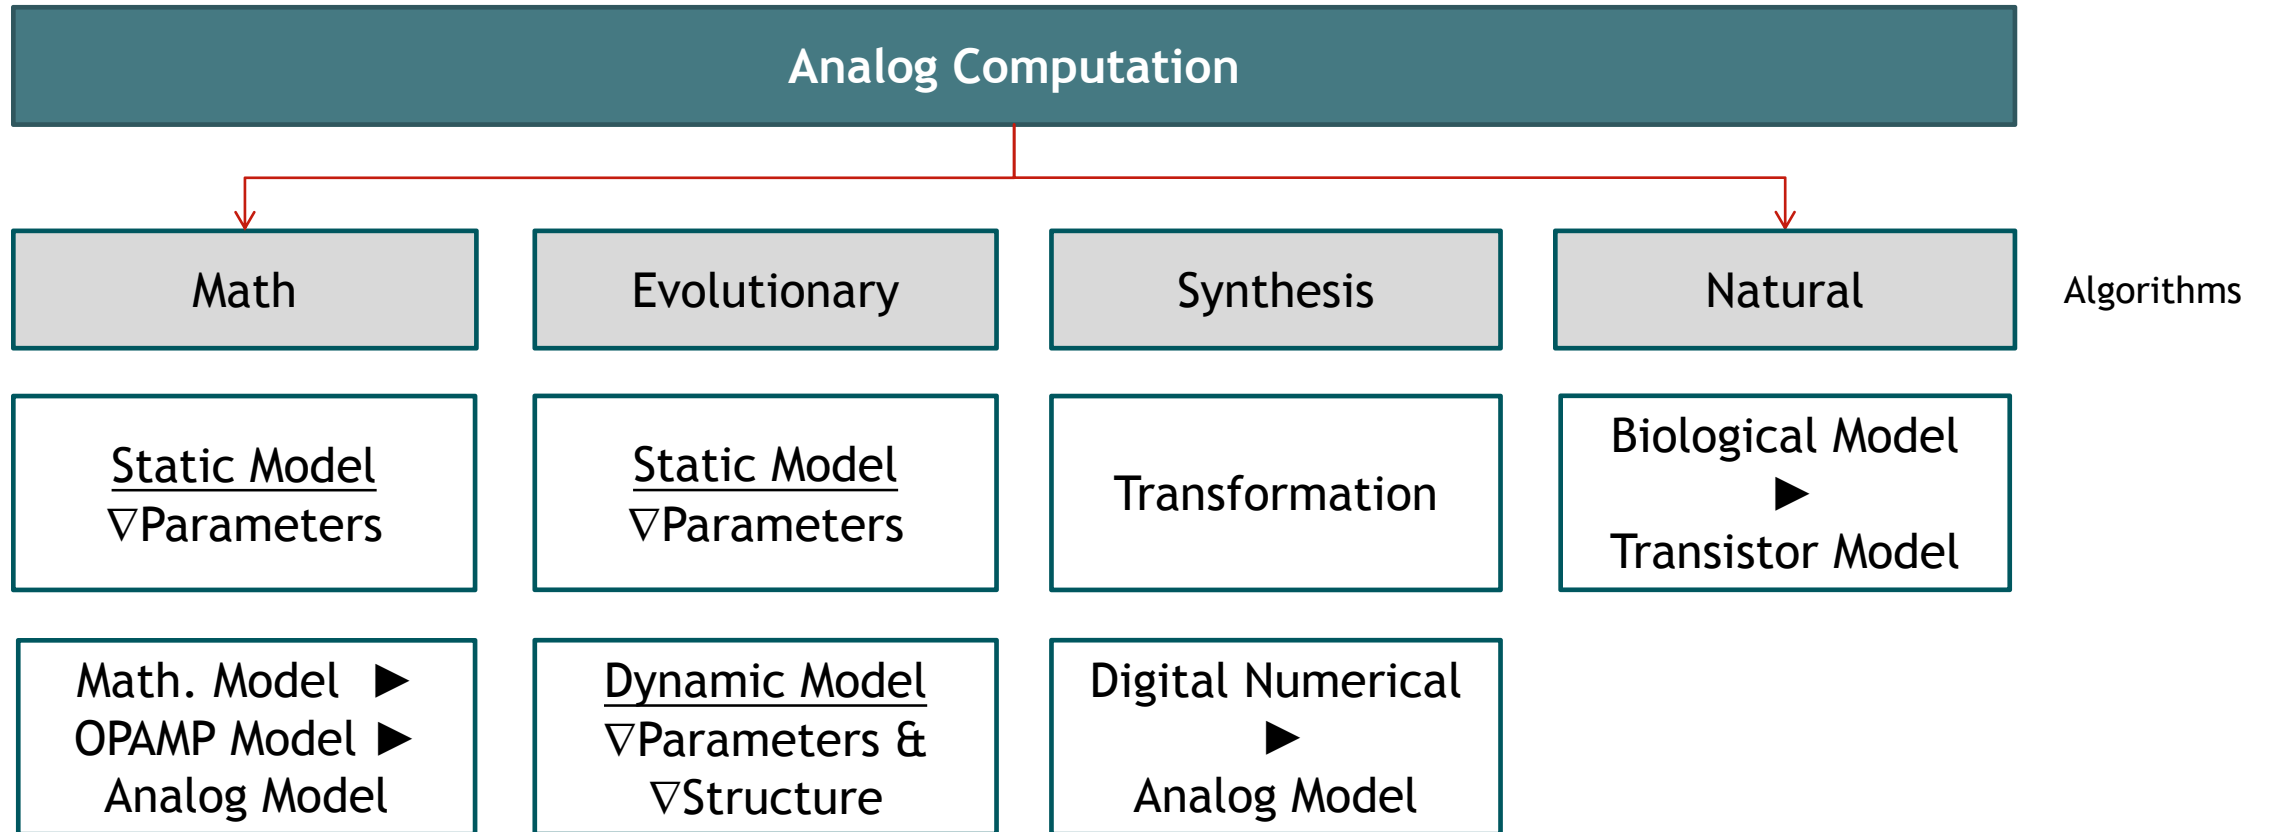 Analog Computation
Math
Evolutionary
Synthesis
Natural
Algorithms
Static Model
∇Parameters
Static Model
∇Parameters
Transformation
Biological Model
►
Transistor Model
Math. Model ►
OPAMP Model ►
Analog Model
Dynamic Model
∇Parameters &
∇Structure
Digital Numerical
►
Analog Model